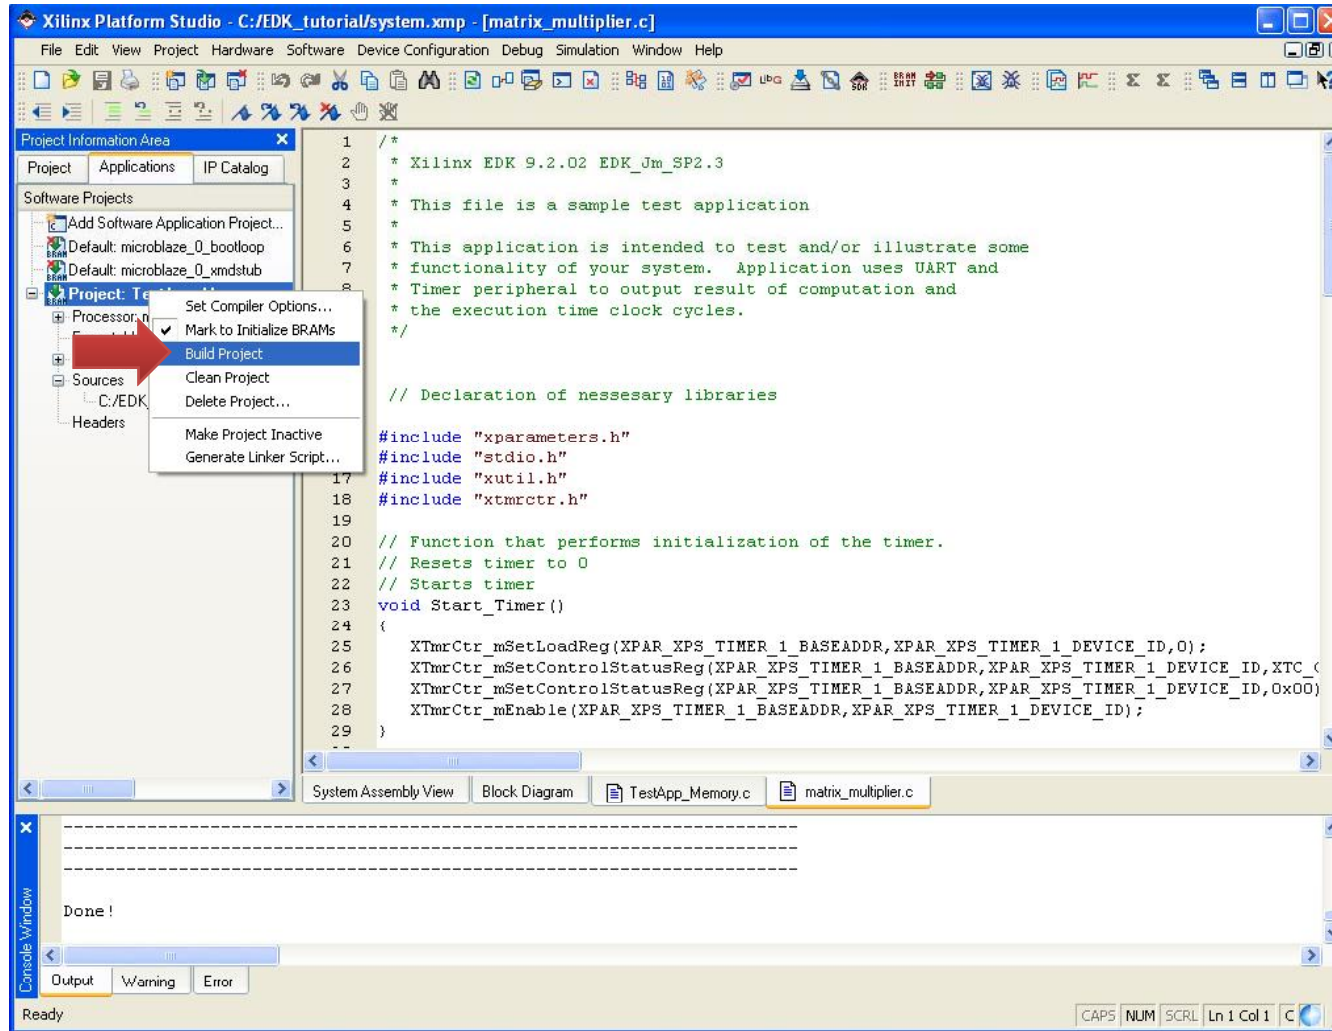 Xilinx Platform Studio - C:/EDK_tutorial/system.xmp - [matrix_multiplier.c]
File Edit View Project Hardware Software Device Configuration Debug Simulation Window Help
Project Information Area
Project Applications IP Catalog
Software Projects
Add Software Application Project...
Default: microblaze_0_bootloop
Default: microblaze_0_xmdstub
Project:
Processor:
Sources
C:/EDK_
Headers
Set Compiler Options...
Mark to Initialize BRAMs
Build Project
Clean Project
Delete Project...
Make Project Inactive
Generate Linker Script...
1 /*
2 * Xilinx EDK 9.2.02 EDK_Jm_SP2.3
3 *
4 * This file is a sample test application
5 *
6 * This application is intended to test and/or illustrate some
7 * functionality of your system. Application uses UART and
8 * Timer peripheral to output result of computation and
* the execution time clock cycles.
*/
// Declaration of nessesary libraries
#include "xparameters.h"
#include "stdio.h"
17 #include "xutil.h"
18 #include "xtmrctr.h"
19
20 // Function that performs initialization of the timer.
21 // Resets timer to 0
22 // Starts timer
23 void Start_Timer()
24 {
25 XTmrCtr_mSetLoadReg(XPAR_XPS_TIMER_1_BASEADDR,XPAR_XPS_TIMER_1_DEVICE_ID,0);
26 XTmrCtr_mSetControlStatusReg(XPAR_XPS_TIMER_1_BASEADDR,XPAR_XPS_TIMER_1_DEVICE_ID,XTC_
27 XTmrCtr_mSetControlStatusReg(XPAR_XPS_TIMER_1_BASEADDR,XPAR_XPS_TIMER_1_DEVICE_ID,0x00)
28 XTmrCtr_mEnable(XPAR_XPS_TIMER_1_BASEADDR,XPAR_XPS_TIMER_1_DEVICE_ID);
29 }
System Assembly View Block Diagram TestApp_Memory.c matrix_multiplier.c
Console Window
----------------------------------------------------------------------
----------------------------------------------------------------------
----------------------------------------------------------------------
Done!
Output Warning Error
Ready CAPS NUM SCRL Ln 1 Col 1 C